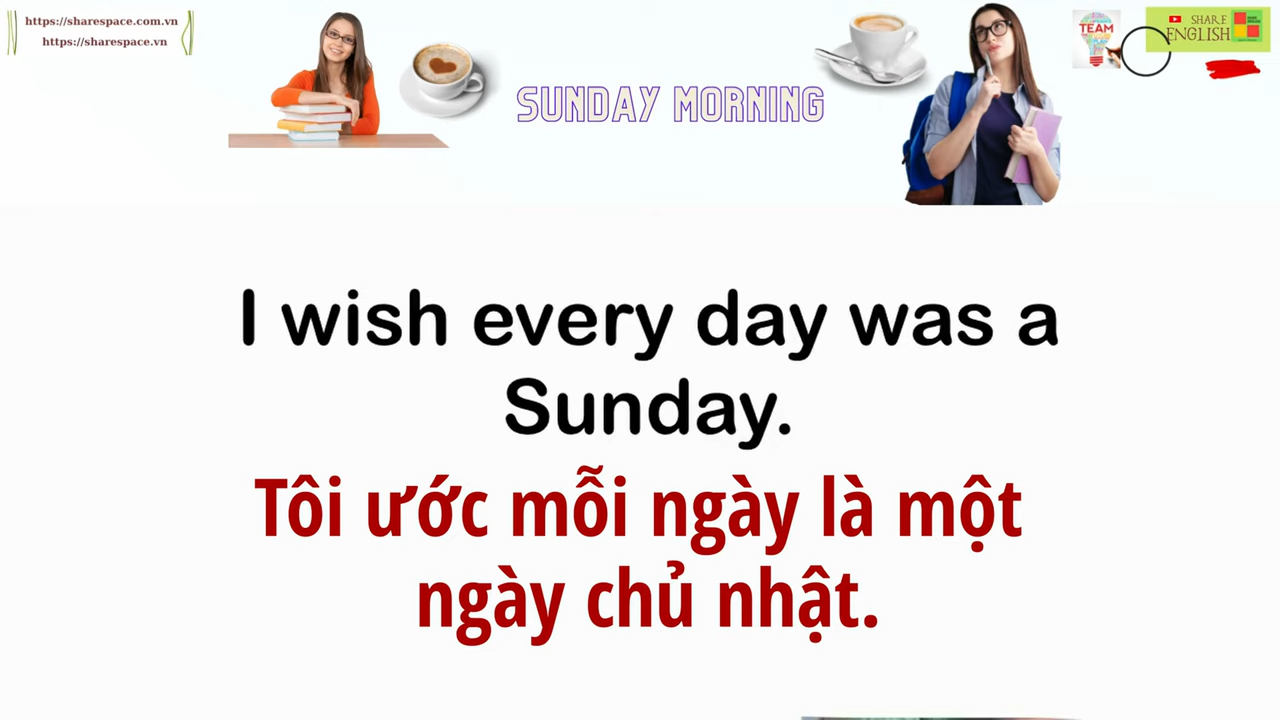 https://sharespace.com.vn
https://sharespace.vn
SUNDAY MORNING
TEAM
SHARE
ENGLISH
I wish every day was a
Sunday.
Tôi ước mỗi ngày là một
ngày chủ nhật.